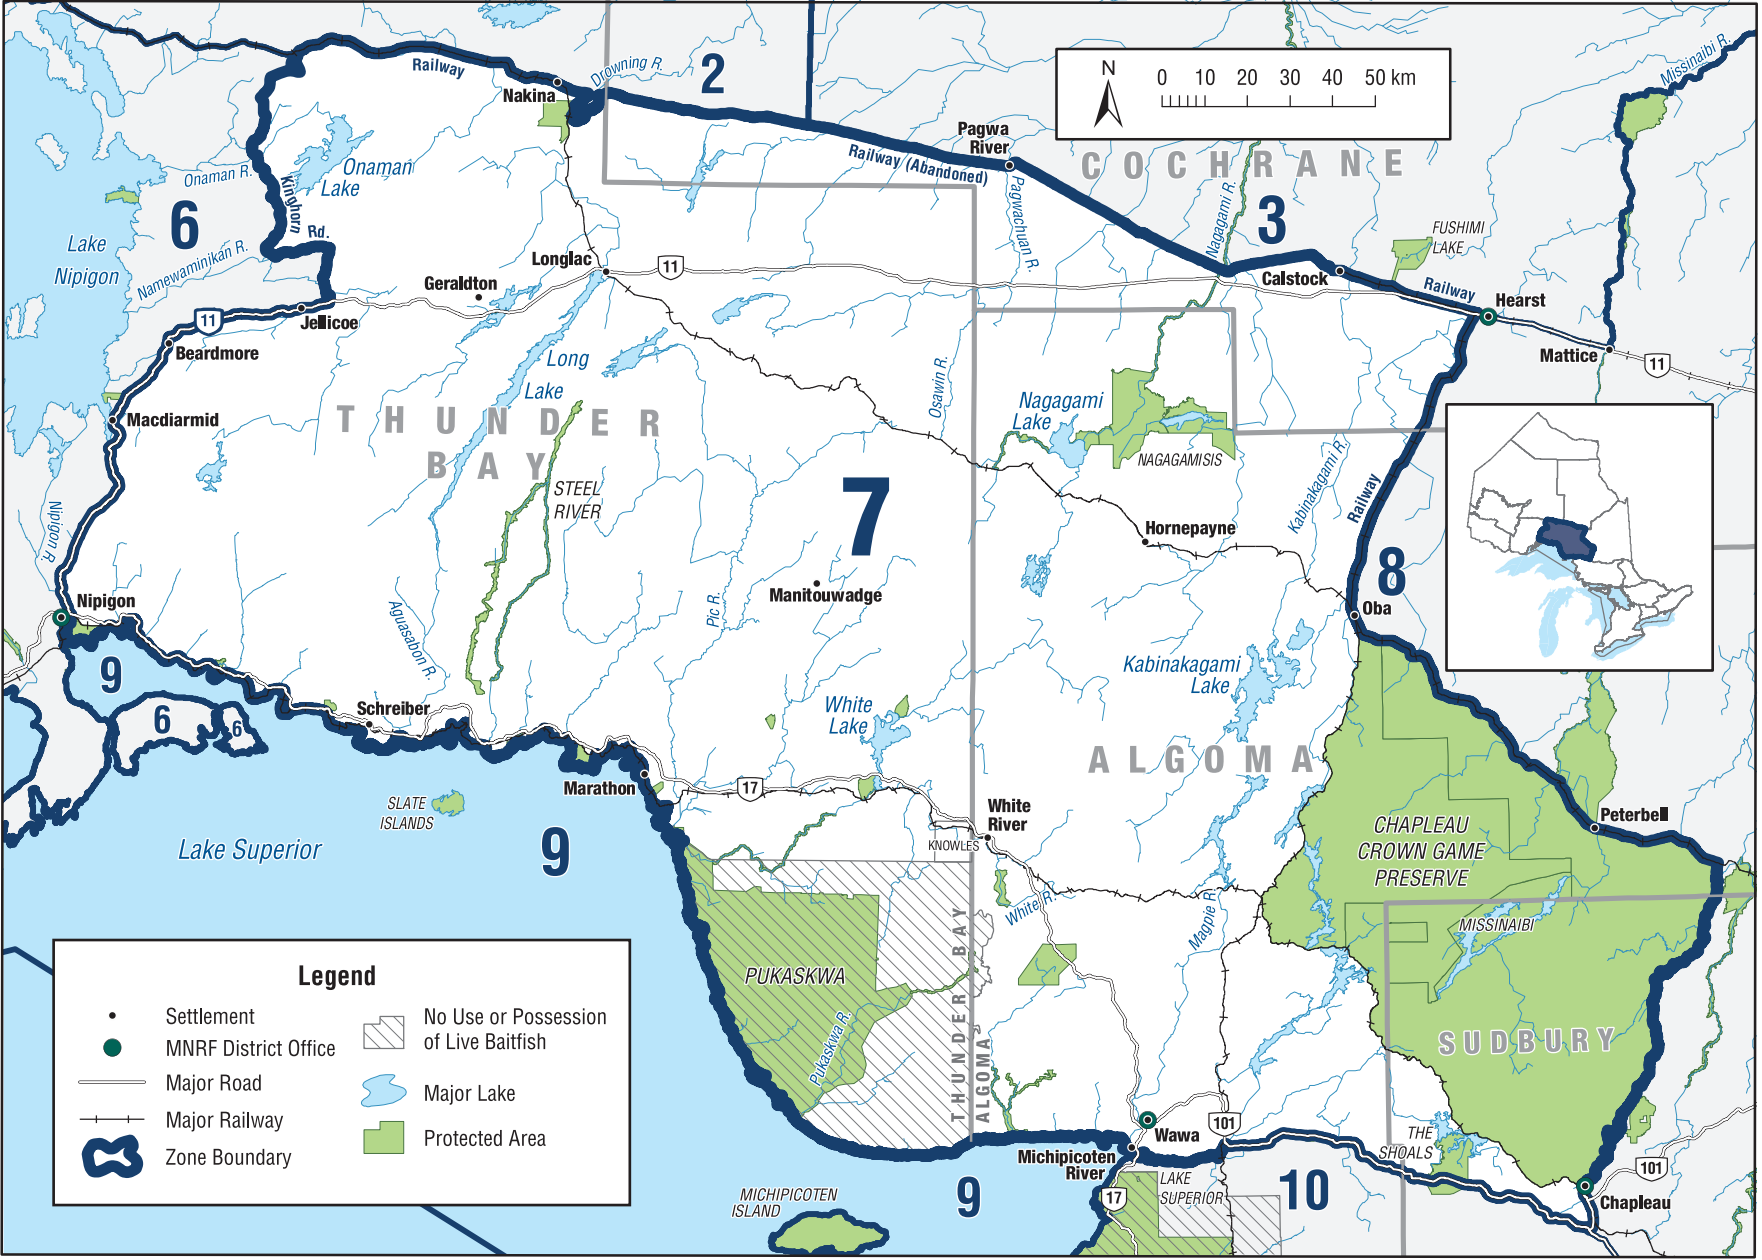 Railway
Nakina
Drowning R.
2
N
0 10 20 30 40 50 km
Missinaibi R.
Pagwa
River
Railway (Abandoned)
COCHRANE
Onaman R.
Kinghorn
Rd.
Onaman
Lake
Pagwachuan R.
Nagagami R.
3
6
Lake
Nipigon
Namewaminikan R.
FUSHIMI
LAKE
Longlac
11
Geraldton
Calstock
Railway
Hearst
11
Jellicoe
Beardmore
Mattice
11
Long
Lake
Osawin R.
Macdiarmid
THUNDER
BAY
Nagagami
Lake
NAGAGAMISIS
Kabinakagami R.
Railway
STEEL
RIVER
7
Nipigon R.
Hornepayne
8
Manitouwadge
Nipigon
Aguasabon R.
Pic R.
Oba
9
Kabinakagami
Lake
6
6
Schreiber
White
Lake
ALGOMA
Marathon
17
SLATE
ISLANDS
White
River
KNOWLES
Peterbell
Lake Superior
9
CHAPLEAU
CROWN GAME
PRESERVE
White R.
Magpie R.
MISSINAIBI
PUKASKWA
THUNDER BAY
ALGOMA
Pukaskwa R.
SUDBURY
Legend
Settlement
MNRF District Office
Major Road
Major Railway
Zone Boundary
No Use or Possession
of Live Baitfish
Major Lake
Protected Area
101
Wawa
Michipicoten
River
THE
SHOALS
LAKE
SUPERIOR
17
10
101
Chapleau
MICHIPICOTEN
ISLAND
9